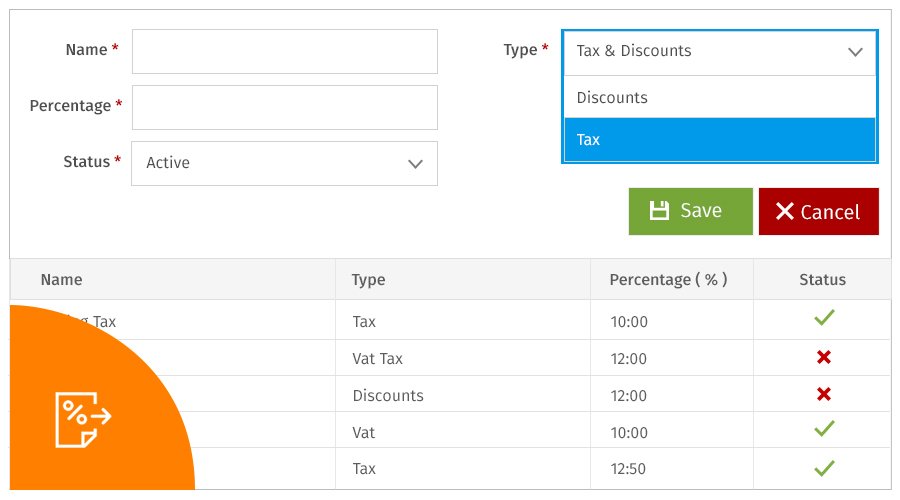 Name * Type * Tax & Discounts
Discounts
Percentage *
Tax
Status * Active
Save Cancel
Name Type Percentage ( % ) Status
Tax Tax 10:00
Vat Tax 12:00
Discounts 12:00
Vat 10:00
Tax 12:50
%